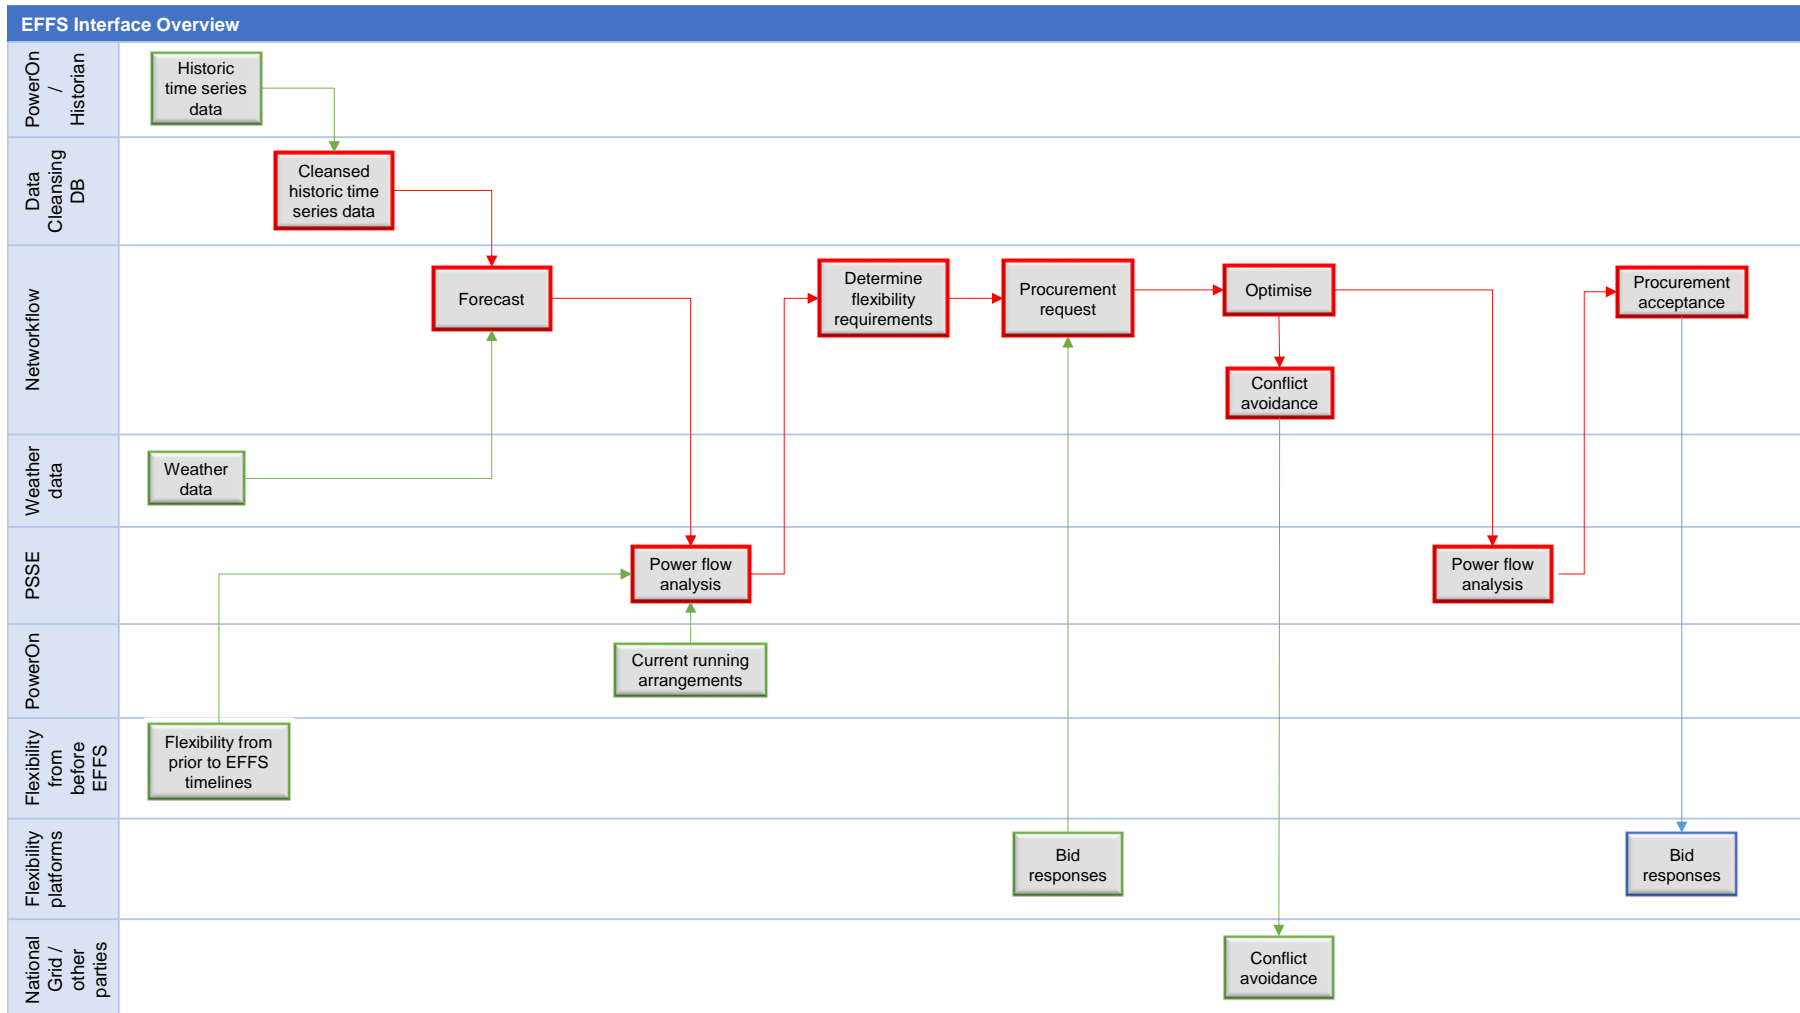 EFFS Interface Overview
PowerOn
/
Historian
Historic
time series
data
Data
Cleansing
DB
Cleansed
historic time
series data
Networkflow
Forecast
Determine
flexibility
requirements
Procurement
request
Optimise
Procurement
acceptance
Conflict
avoidance
Weather
data
Weather
data
PSSE
Power flow
analysis
Power flow
analysis
PowerOn
Current running
arrangements
Flexibility
from
before
EFFS
Flexibility from
prior to EFFS
timelines
Flexibility
platforms
Bid
responses
Bid
responses
National
Grid /
other
parties
Conflict
avoidance